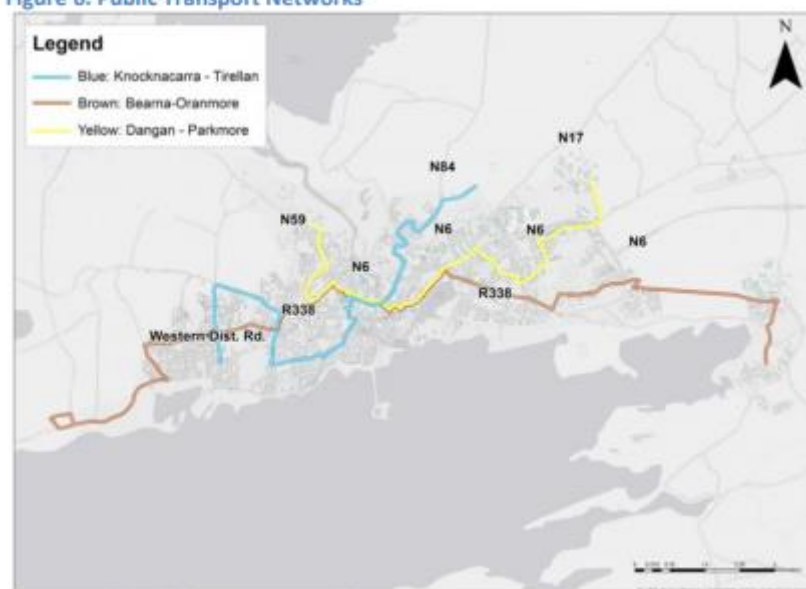 Figure 6: Public Transport Networks
Legend
Blue: Knocknacarra - Tirellan
Brown: Bearna-Oranmore
Yellow: Dangan - Parkmore
N
N17
N84
N59
N6
N6
N6
N6
R338
R338
Western Dist. Rd.